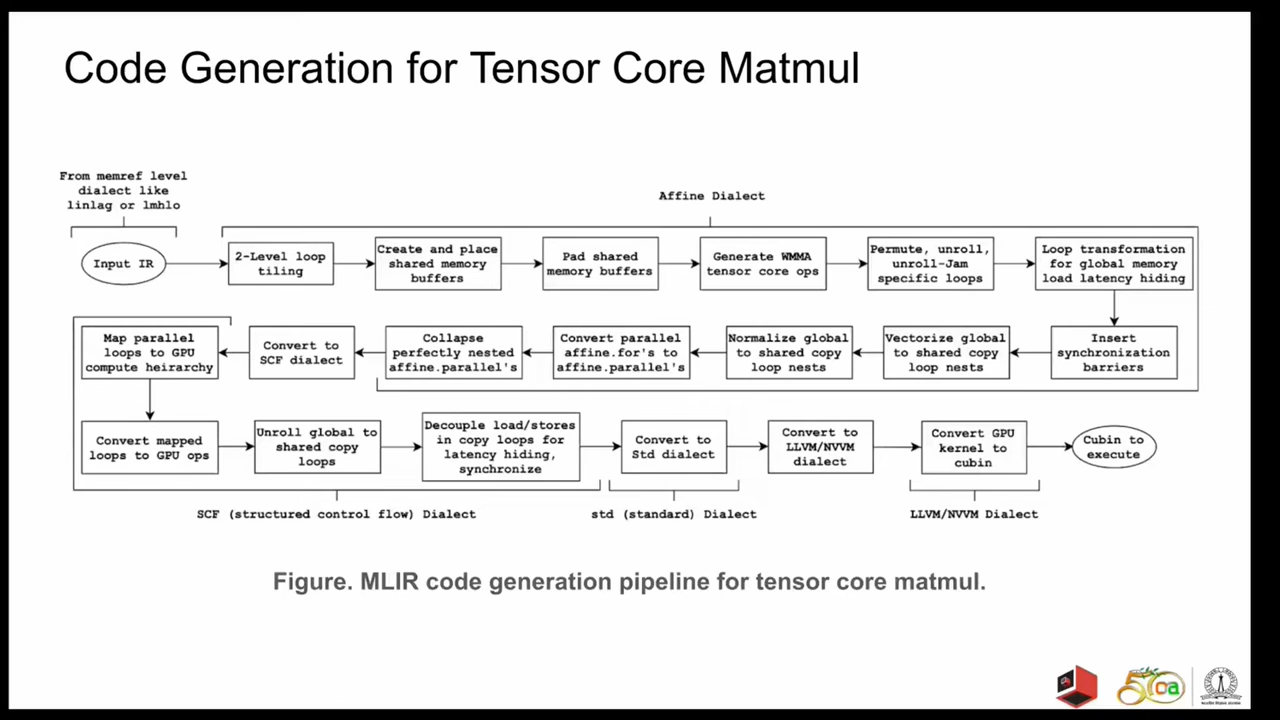 Code Generation for Tensor Core Matmul
From memref level
dialect like
linlag or lmhlo
Affine Dialect
Input IR
2-Level loop
tiling
Create and place
shared memory
buffers
Pad shared
memory buffers
Generate WMMA
tensor core ops
Permute, unroll,
unroll-Jam
specific loops
Loop transformation
for global memory
load latency hiding
Map parallel
loops to GPU
compute heirarchy
Convert to
SCF dialect
Collapse
perfectly nested
affine.parallel's
Convert parallel
affine.for's to
affine.parallel's
Normalize global
to shared copy
loop nests
Vectorize global
to shared copy
loop nests
Insert
synchronization
barriers
Convert mapped
loops to GPU ops
Unroll global to
shared copy
loops
Decouple load/stores
in copy loops for
latency hiding,
synchronize
Convert to
Std dialect
Convert to
LLVM/NVVM
dialect
Convert GPU
kernel to
cubin
Cubin to
execute
SCF (structured control flow) Dialect
std (standard) Dialect
LLVM/NVVM Dialect
Figure. MLIR code generation pipeline for tensor core matmul.